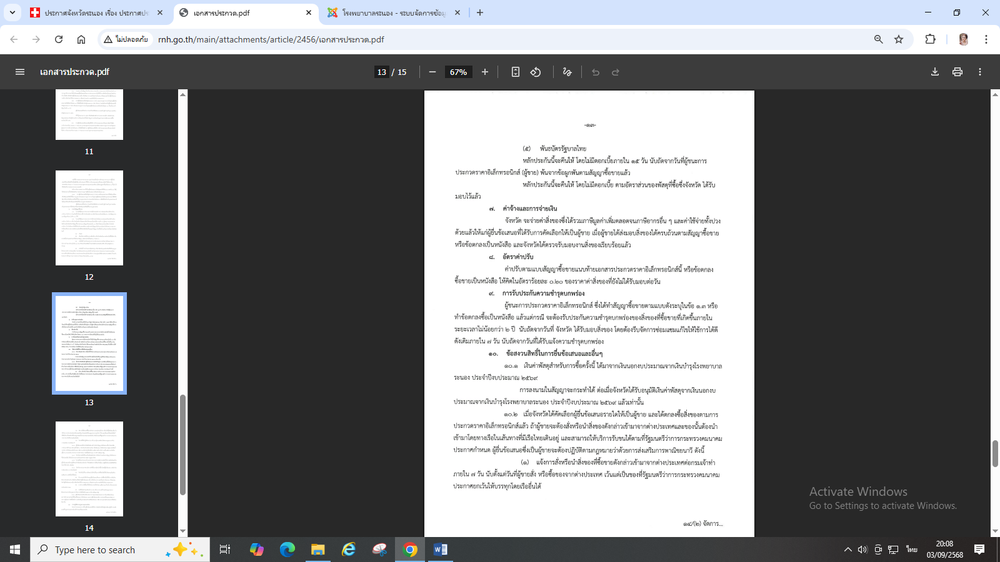 ประกาศจังหวัดระนอง เรื่อง ประกาศประ
เอกสารประกวด.pdf
โรงพยาบาลระนอง - ระบบจัดการข้อมู
ไม่ปลอดภัย
rnh.go.th/main/attachments/article/2456/เอกสารประกวด.pdf
เอกสารประกวด.pdf
13 / 15
67%
11
12
13
14
-๑๓-
(๕) พันธบัตรรัฐบาลไทย
หลักประกันนี้จะคืนให้ โดยไม่มีดอกเบี้ยภายใน ๑๕ วัน นับถัดจากวันที่ผู้ชนะการ
ประกวดราคาอิเล็กทรอนิกส์ (ผู้ขาย) พ้นจากข้อผูกพันตามสัญญาซื้อขายแล้ว
หลักประกันนี้จะคืนให้ โดยไม่มีดอกเบี้ย ตามอัตราส่วนของพัสดุที่ซื้อซึ่งจังหวัด ได้รับ
มอบไว้แล้ว
๗. ค่าจ้างและการจ่ายเงิน
จังหวัด จะจ่ายค่าสิ่งของซึ่งได้รวมภาษีมูลค่าเพิ่มตลอดจนภาษีอากรอื่น ๆ และค่าใช้จ่ายทั้งปวง
ด้วยแล้วให้แก่ผู้ยื่นข้อเสนอที่ได้รับการคัดเลือกให้เป็นผู้ขาย เมื่อผู้ขายได้ส่งมอบสิ่งของได้ครบถ้วนตามสัญญาซื้อขาย
หรือข้อตกลงเป็นหนังสือ และจังหวัดได้ตรวจรับมอบงานสิ่งของเรียบร้อยแล้ว
๘. อัตราค่าปรับ
ค่าปรับตามแบบสัญญาซื้อขายแนบท้ายเอกสารประกวดราคาอิเล็กทรอนิกส์นี้ หรือข้อตกลง
ซื้อขายเป็นหนังสือ ให้คิดในอัตราร้อยละ ๐.๒๐ ของราคาค่าสิ่งของที่ยังไม่ได้รับมอบต่อวัน
๙. การรับประกันความชำรุดบกพร่อง
ผู้ชนะการประกวดราคาอิเล็กทรอนิกส์ ซึ่งได้ทำสัญญาซื้อขายตามแบบดังระบุในข้อ ๑.๓ หรือ
ทำข้อตกลงซื้อเป็นหนังสือ แล้วแต่กรณี จะต้องรับประกันความชำรุดบกพร่องของสิ่งของที่ซื้อขายที่เกิดขึ้นภายใน
ระยะเวลาไม่น้อยกว่า ๒ ปี นับถัดจากวันที่ จังหวัด ได้รับมอบสิ่งของ โดยต้องรีบจัดการซ่อมแซมแก้ไขให้ใช้การได้ดี
ดังเดิมภายใน ๗ วัน นับถัดจากวันที่ได้รับแจ้งความชำรุดบกพร่อง
๑๐. ข้อสงวนสิทธิ์ในการยื่นข้อเสนอและอื่นๆ
๑๐.๑ เงินค่าพัสดุสำหรับการซื้อครั้งนี้ ได้มาจากเงินนอกงบประมาณจากเงินบำรุงโรงพยาบาล
ระนอง ประจำปีงบประมาณ ๒๕๖๙
การลงนามในสัญญาจะกระทำได้ ต่อเมื่อจังหวัดได้รับอนุมัติเงินค่าพัสดุจากเงินนอกงบ
ประมาณจากเงินบำรุงโรงพยาบาลระนอง ประจำปีงบประมาณ ๒๕๖๙ แล้วเท่านั้น
๑๐.๒ เมื่อจังหวัดได้คัดเลือกผู้ยื่นข้อเสนอรายใดให้เป็นผู้ขาย และได้ตกลงซื้อสิ่งของตามการ
ประกวดราคาอิเล็กทรอนิกส์แล้ว ถ้าผู้ขายจะต้องสั่งหรือนำสิ่งของดังกล่าวเข้ามาจากต่างประเทศและของนั้นต้องนำ
เข้ามาโดยทางเรือในเส้นทางที่มีเรือไทยเดินอยู่ และสามารถให้บริการรับขนได้ตามที่รัฐมนตรีว่าการกระทรวงคมนาคม
ประกาศกำหนด ผู้ยื่นข้อเสนอซึ่งเป็นผู้ขายจะต้องปฏิบัติตามกฎหมายว่าด้วยการส่งเสริมการพาณิชยนาวี ดังนี้
(๑) แจ้งการสั่งหรือนำสิ่งของที่ซื้อขายดังกล่าวเข้ามาจากต่างประเทศต่อกรมเจ้าท่า
ภายใน ๗ วัน นับตั้งแต่วันที่ผู้ขายสั่ง หรือซื้อของจากต่างประเทศ เว้นแต่เป็นของที่รัฐมนตรีว่าการกระทรวงคมนาคม
ประกาศยกเว้นให้บรรทุกโดยเรืออื่นได้
๑๔/(๒) จัดการ...
Activate Windows
Go to Settings to activate Windows.
Type here to search
ไทย
20:08
03/09/2568